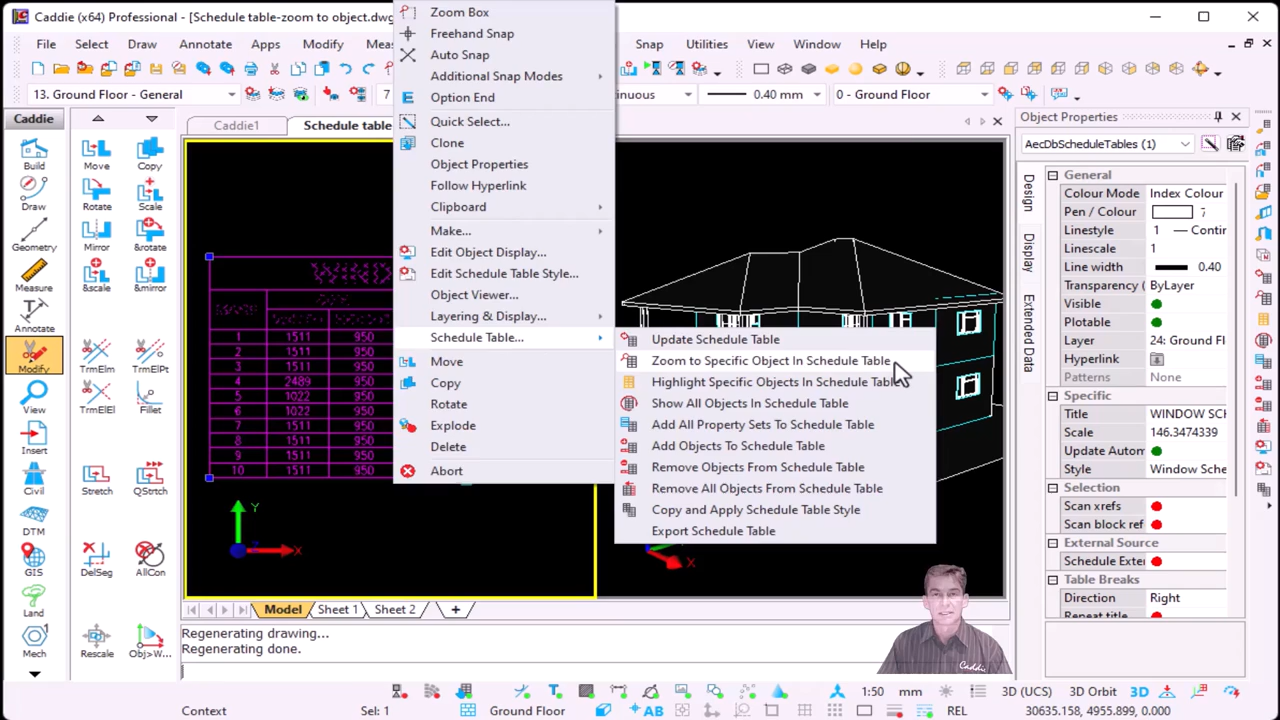 Caddie (x64) Professional - [Schedule table-zoom to object.dwg
File Select Draw Annotate Apps Modify Snap Utilities View Window Help
13. Ground Floor - General
0.40 mm
0 - Ground Floor
Caddie
Caddie1
Schedule table
Build
Draw
Geometry
Measure
Annotate
Modify
View
Insert
Civil
DTM
GIS
Land
Mech
Move
Copy
Rotate
Scale
Mirror
&rotate
&scale
&mirror
TrmElm
TrmElPt
TrmElEl
Fillet
Stretch
QStrtch
DelSeg
AllCon
Rescale
Obj>W...
1 1511 950
2 1511 950
3 1511 950
4 2489 950
5 1022 950
6 1022 950
7 1511 950
8 1511 950
9 1511 950
10 1511 950
Y
X
Zoom Box
Freehand Snap
Auto Snap
Additional Snap Modes
Option End
Quick Select...
Clone
Object Properties
Follow Hyperlink
Clipboard
Make...
Edit Object Display...
Edit Schedule Table Style...
Object Viewer...
Layering & Display...
Schedule Table...
Move
Copy
Rotate
Explode
Delete
Abort
Update Schedule Table
Zoom to Specific Object In Schedule Table
Highlight Specific Objects In Schedule Table
Show All Objects In Schedule Table
Add All Property Sets To Schedule Table
Add Objects To Schedule Table
Remove Objects From Schedule Table
Remove All Objects From Schedule Table
Copy and Apply Schedule Table Style
Export Schedule Table
X
Object Properties
AecDbScheduleTables (1)
Design
Display
Extended Data
General
Colour Mode Index Colour
Pen / Colour 7
Linestyle 1 Contin
Linescale 1
Line width 0.40
Transparency ( ByLayer
Visible
Plotable
Layer 24: Ground Fl
Hyperlink
Patterns None
Specific
Title WINDOW SCH
Scale 146.3474339
Update Autom
Style Window Sche
Selection
Scan xrefs
Scan block ref
External Source
Schedule Exter
Table Breaks
Direction Right
Repeat title
Model Sheet 1 Sheet 2 +
Regenerating drawing...
Regenerating done.
Caddie
1:50 mm 3D (UCS) 3D Orbit 3D
Context Sel: 1 Ground Floor AB REL 30635.158, 4955.899, 0.000